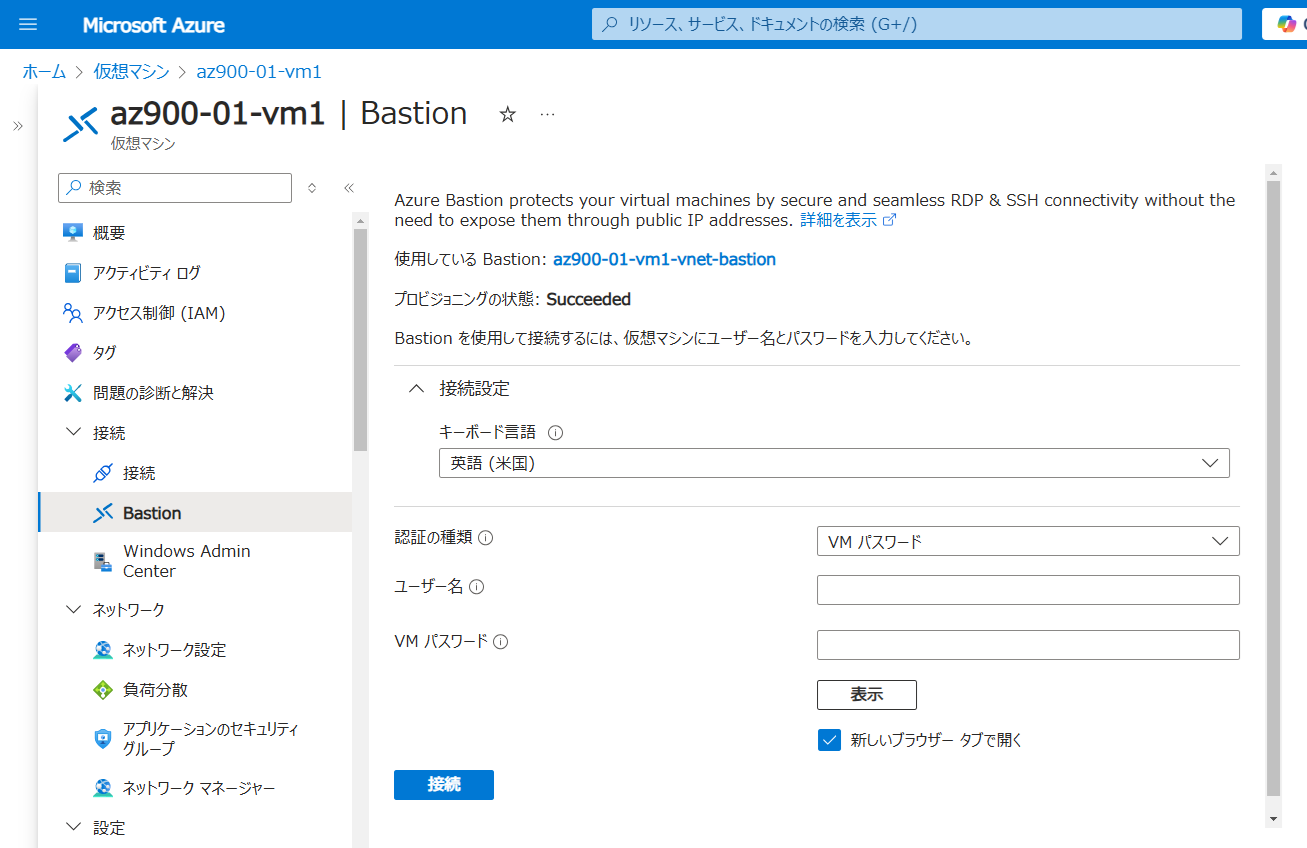 Microsoft Azure
リソース、サービス、ドキュメントの検索 (G+/)
ホーム > 仮想マシン > az900-01-vm1
az900-01-vm1 | Bastion
仮想マシン
検索
概要
アクティビティ ログ
アクセス制御 (IAM)
タグ
問題の診断と解決
接続
接続
Bastion
Windows Admin
Center
ネットワーク
ネットワーク設定
負荷分散
アプリケーションのセキュリティ
グループ
ネットワーク マネージャー
設定
Azure Bastion protects your virtual machines by secure and seamless RDP & SSH connectivity without the
need to expose them through public IP addresses. 詳細を表示
使用している Bastion: az900-01-vm1-vnet-bastion
プロビジョニングの状態: Succeeded
Bastion を使用して接続するには、仮想マシンにユーザー名とパスワードを入力してください。
接続設定
キーボード言語
英語 (米国)
認証の種類
VM パスワード
ユーザー名
VM パスワード
表示
新しいブラウザー タブで開く
接続